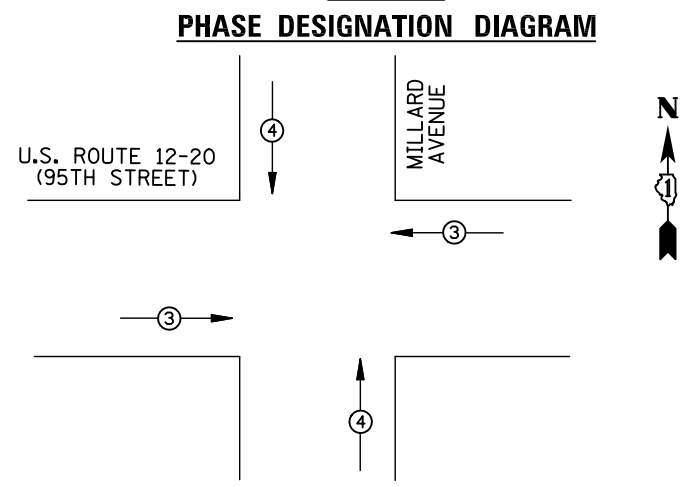 PHASE DESIGNATION DIAGRAM
4
MILLARD
AVENUE
N
U.S. ROUTE 12-20
(95TH STREET)
1
3
3
4